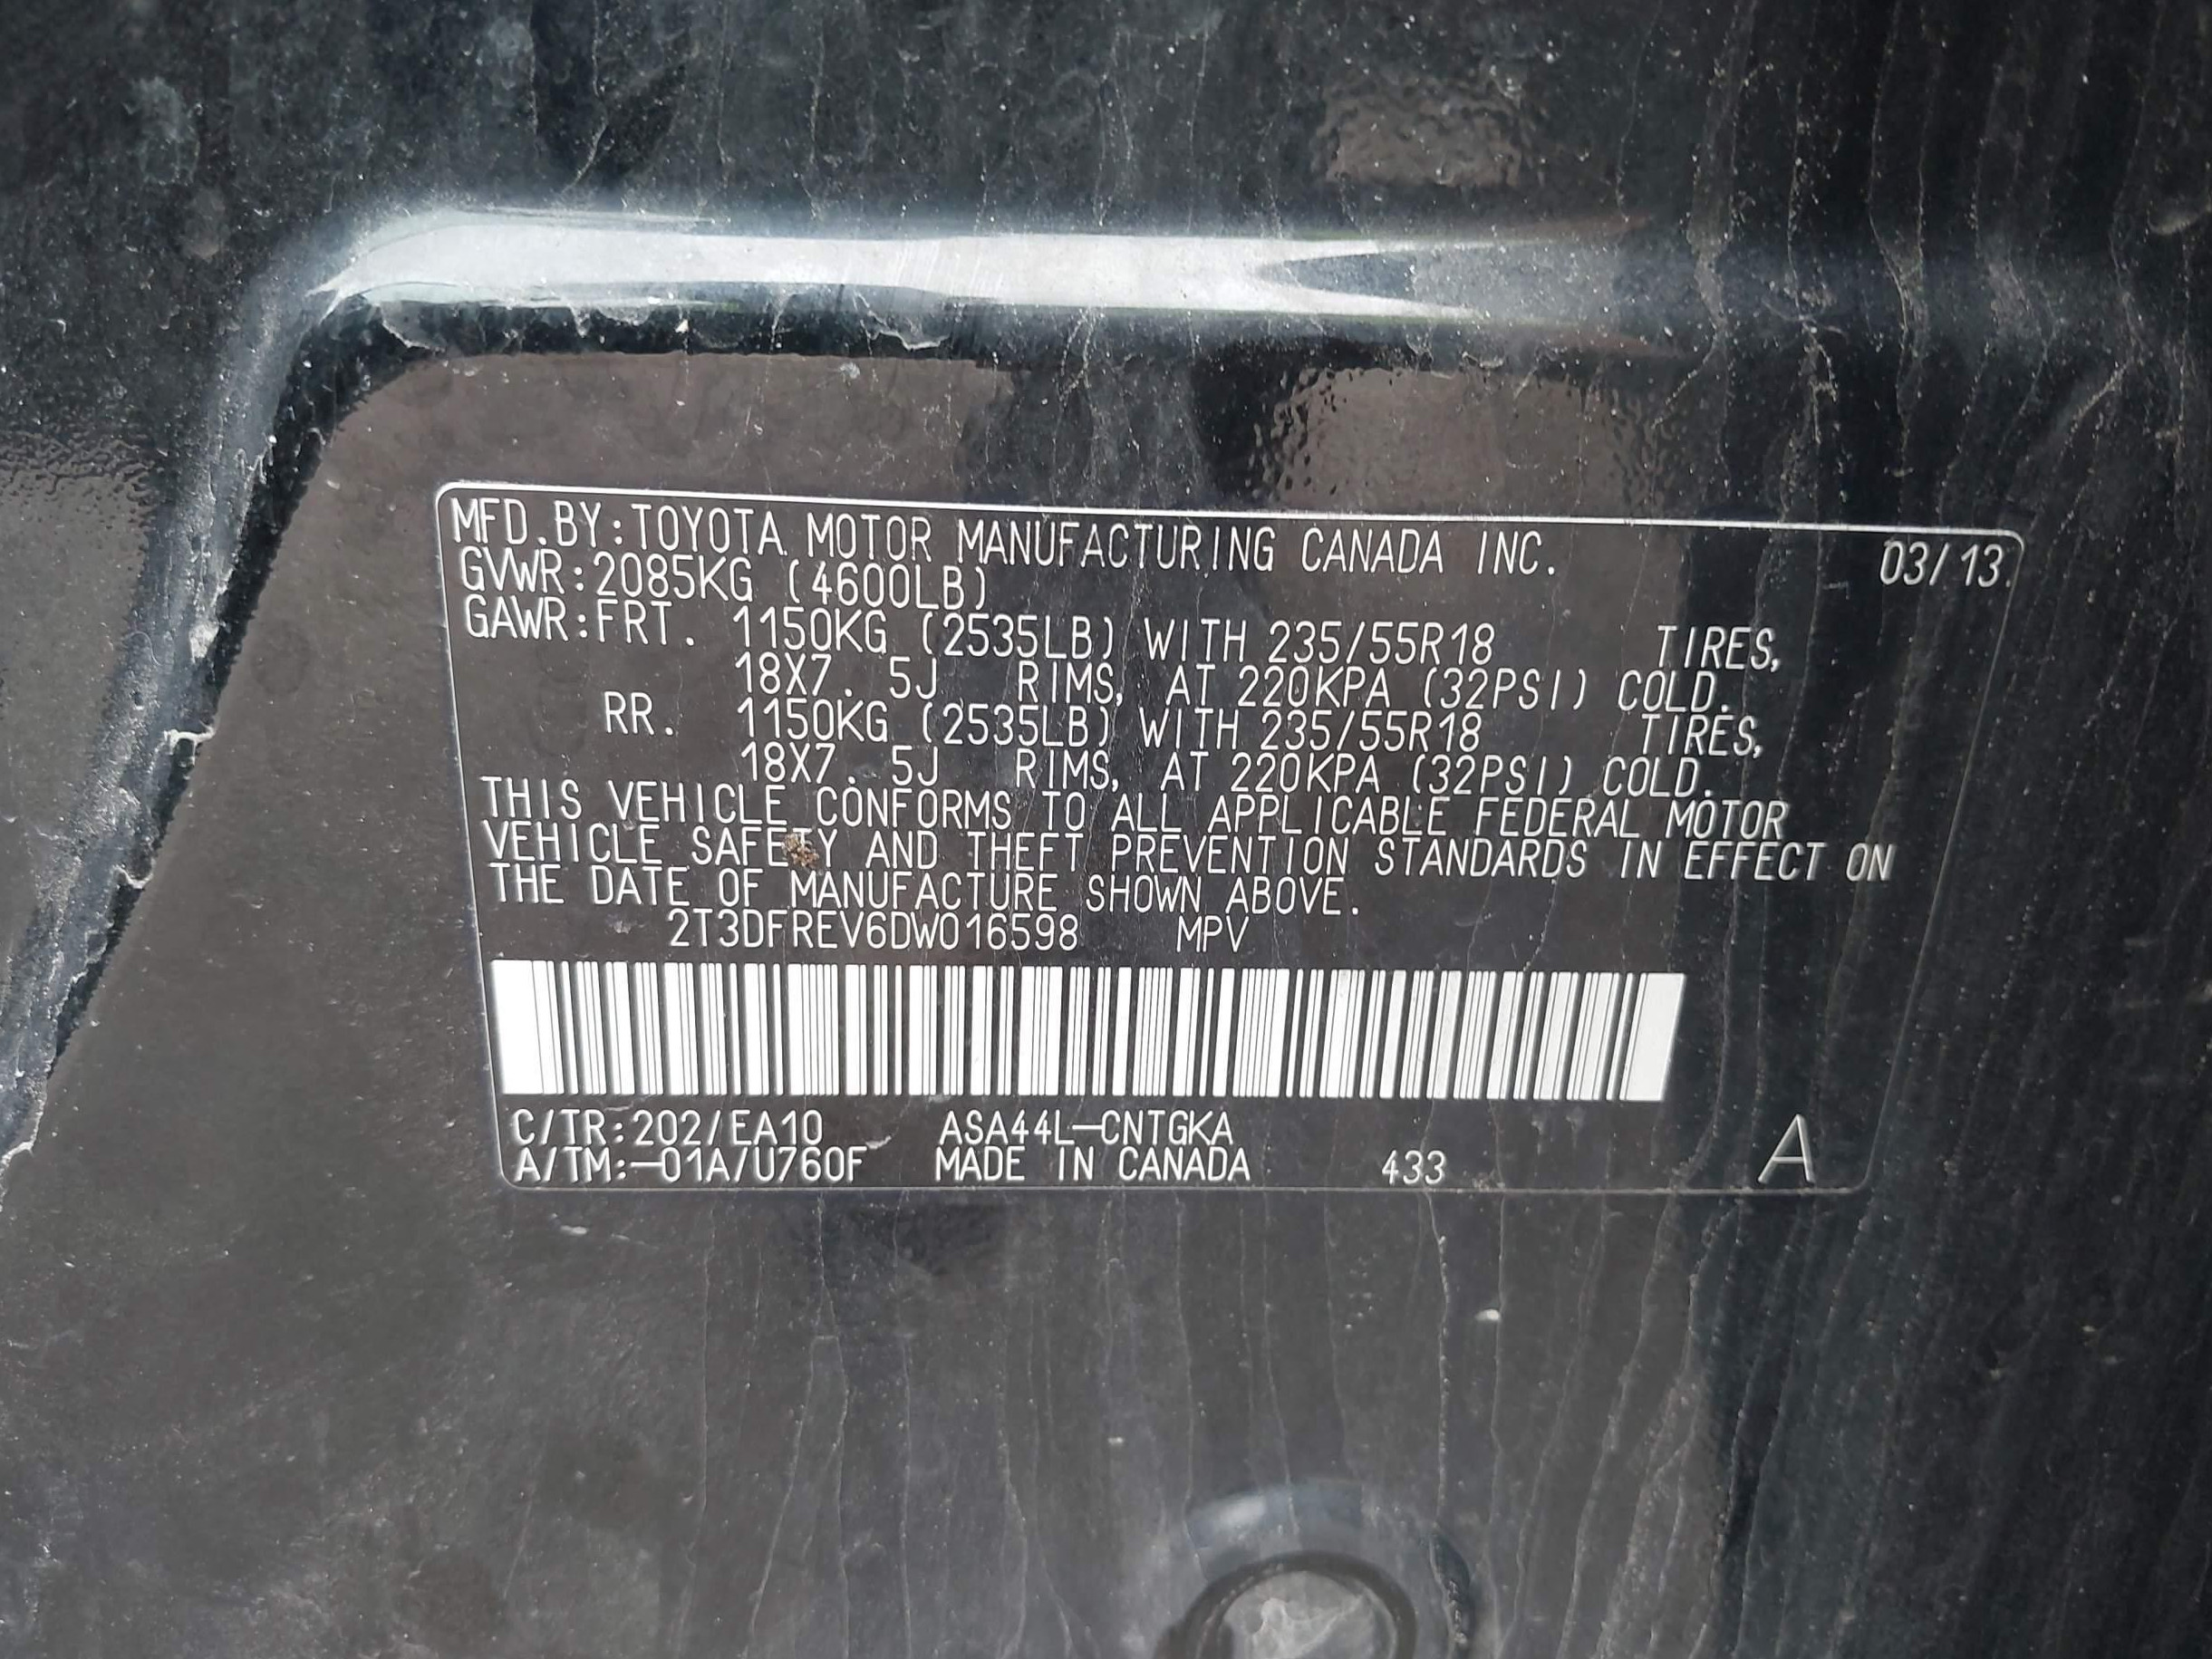 MFD.BY:TOYOTA MOTOR MANUFACTURING CANADA INC. 03/13
GVWR:2085KG (4600LB)
GAWR:FRT. 1150KG (2535LB) WITH 235/55R18 TIRES,
18X7. 5J RIMS, AT 220KPA (32PSI) COLD.
RR. 1150KG (2535LB) WITH 235/55R18 TIRES,
18X7. 5J RIMS, AT 220KPA (32PSI) COLD.
THIS VEHICLE CONFORMS TO ALL APPLICABLE FEDERAL MOTOR
VEHICLE SAFETY AND THEFT PREVENTION STANDARDS IN EFFECT ON
THE DATE OF MANUFACTURE SHOWN ABOVE.
2T3DFREV6DW016598 MPV
C/TR:202/EA10 ASA44L-CNTGKA
A/TM:-01A/U760F MADE IN CANADA 433 A